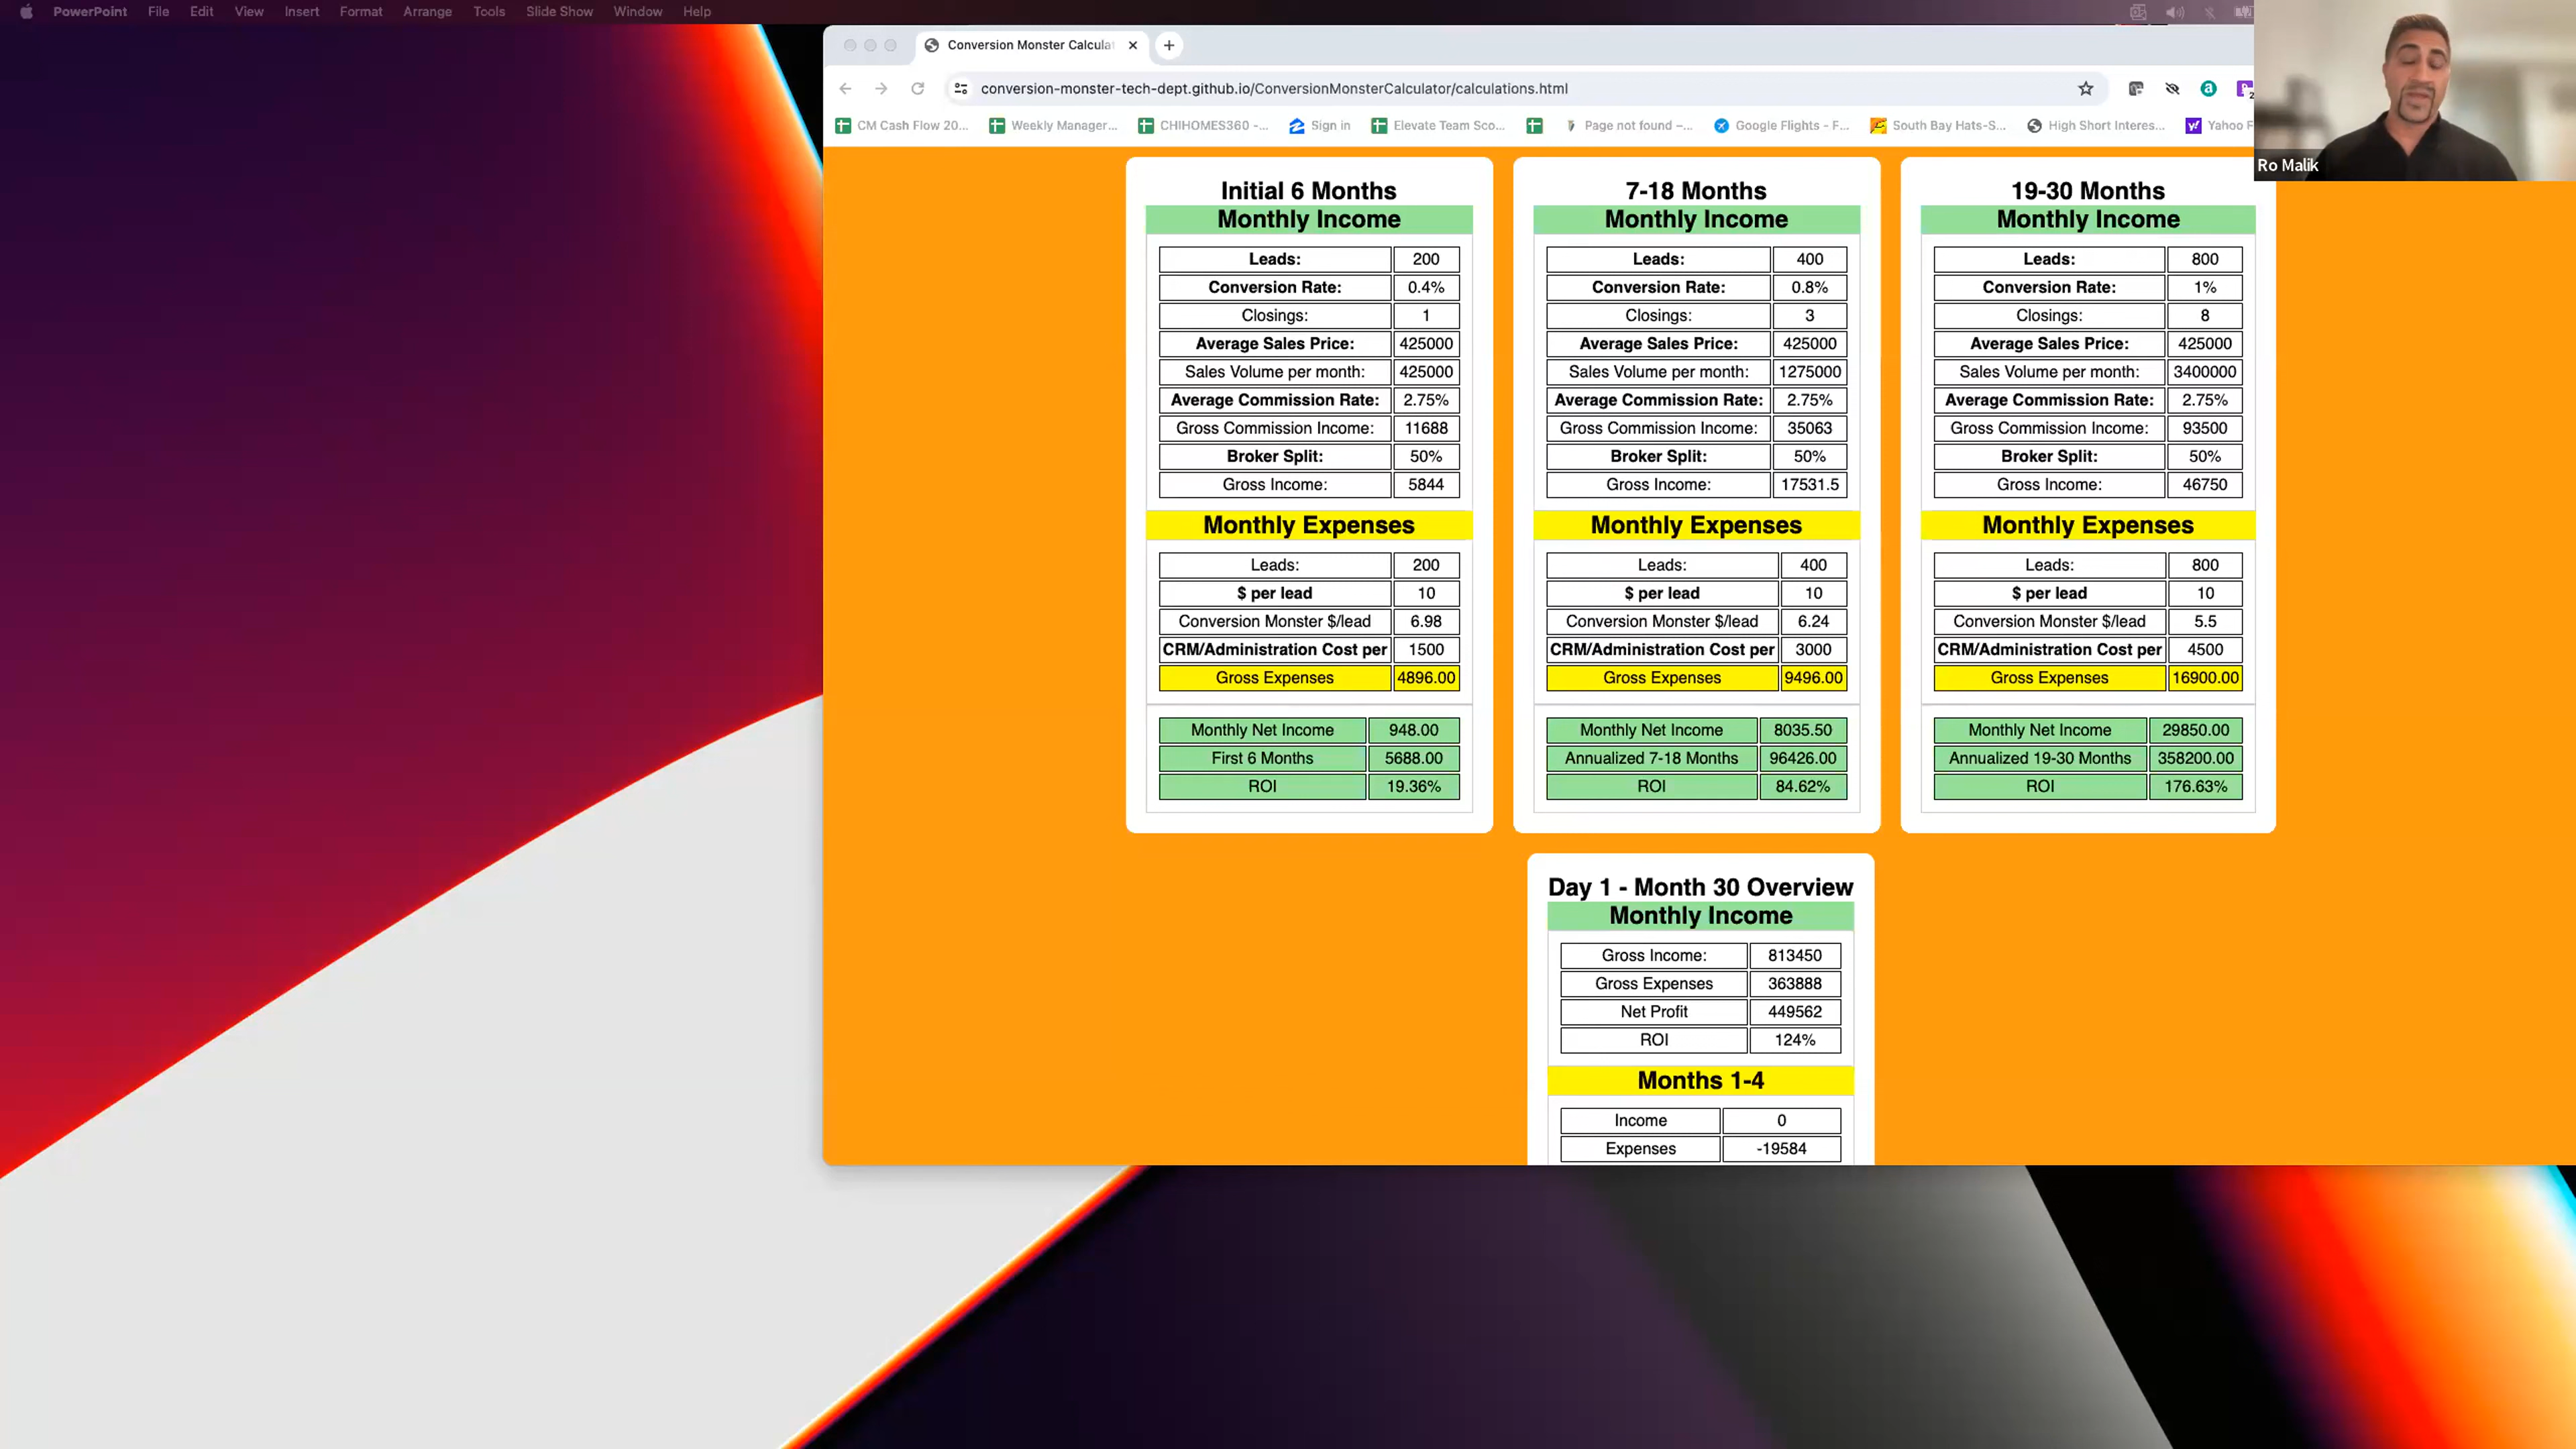 PowerPoint File Edit View Insert Format Arrange Tools Slide Show Window Help
Conversion Monster Calcula
conversion-monster-tech-dept.github.io/ConversionMonsterCalculator/calculations.html
CM Cash Flow 20... Weekly Manager... CHIHOMES360 -... Sign in Elevate Team Sco... Page not found –... Google Flights - F... South Bay Hats-S... High Short Interes... Yahoo F
Ro Malik
Initial 6 Months
Monthly Income
Leads: 200
Conversion Rate: 0.4%
Closings: 1
Average Sales Price: 425000
Sales Volume per month: 425000
Average Commission Rate: 2.75%
Gross Commission Income: 11688
Broker Split: 50%
Gross Income: 5844
Monthly Expenses
Leads: 200
$ per lead 10
Conversion Monster $/lead 6.98
CRM/Administration Cost per 1500
Gross Expenses 4896.00
Monthly Net Income 948.00
First 6 Months 5688.00
ROI 19.36%
7-18 Months
Monthly Income
Leads: 400
Conversion Rate: 0.8%
Closings: 3
Average Sales Price: 425000
Sales Volume per month: 1275000
Average Commission Rate: 2.75%
Gross Commission Income: 35063
Broker Split: 50%
Gross Income: 17531.5
Monthly Expenses
Leads: 400
$ per lead 10
Conversion Monster $/lead 6.24
CRM/Administration Cost per 3000
Gross Expenses 9496.00
Monthly Net Income 8035.50
Annualized 7-18 Months 96426.00
ROI 84.62%
19-30 Months
Monthly Income
Leads: 800
Conversion Rate: 1%
Closings: 8
Average Sales Price: 425000
Sales Volume per month: 3400000
Average Commission Rate: 2.75%
Gross Commission Income: 93500
Broker Split: 50%
Gross Income: 46750
Monthly Expenses
Leads: 800
$ per lead 10
Conversion Monster $/lead 5.5
CRM/Administration Cost per 4500
Gross Expenses 16900.00
Monthly Net Income 29850.00
Annualized 19-30 Months 358200.00
ROI 176.63%
Day 1 - Month 30 Overview
Monthly Income
Gross Income: 813450
Gross Expenses 363888
Net Profit 449562
ROI 124%
Months 1-4
Income 0
Expenses -19584